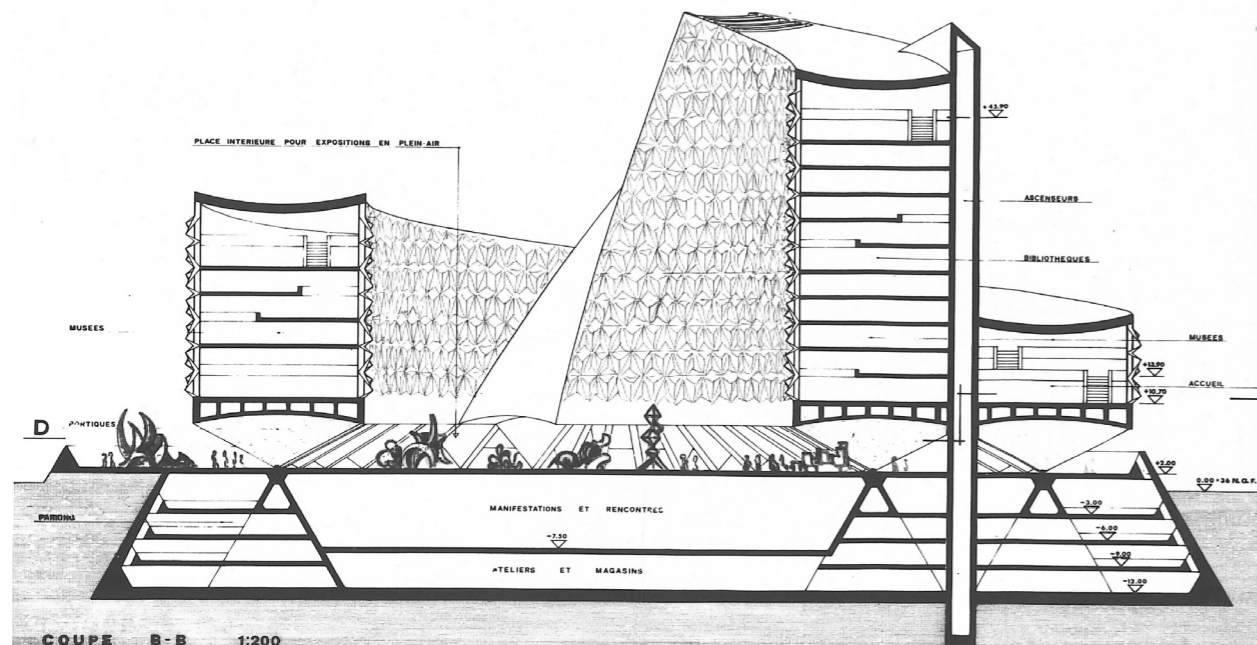 +43.90
PLACE INTERIEURE POUR EXPOSITIONS EN PLEIN-AIR
ASCENSEURS
BIBLIOTHEQUES
MUSEES
MUSEES
+13.90
ACCUEIL
+10.70
D
PORTIQUES
+2.00
0.00 = +36 N.G.F.
MANIFESTATIONS ET RENCONTRES
-3.00
PARKING
-6.00
-7.50
-9.00
ATELIERS ET MAGASINS
-12.00
COUPE B-B 1:200